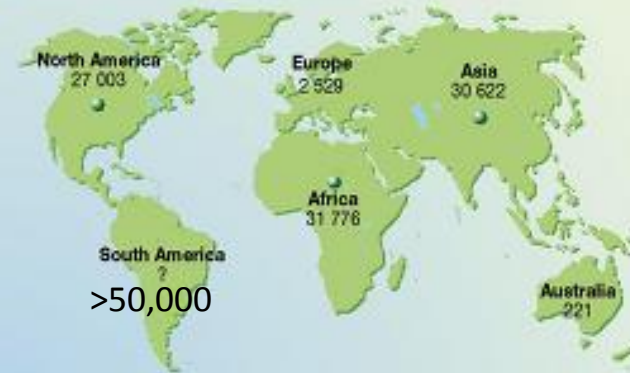 North America
27 003
Europe
2 529
Asia
30 622
Africa
31 776
South America
?
>50,000
Australia
221